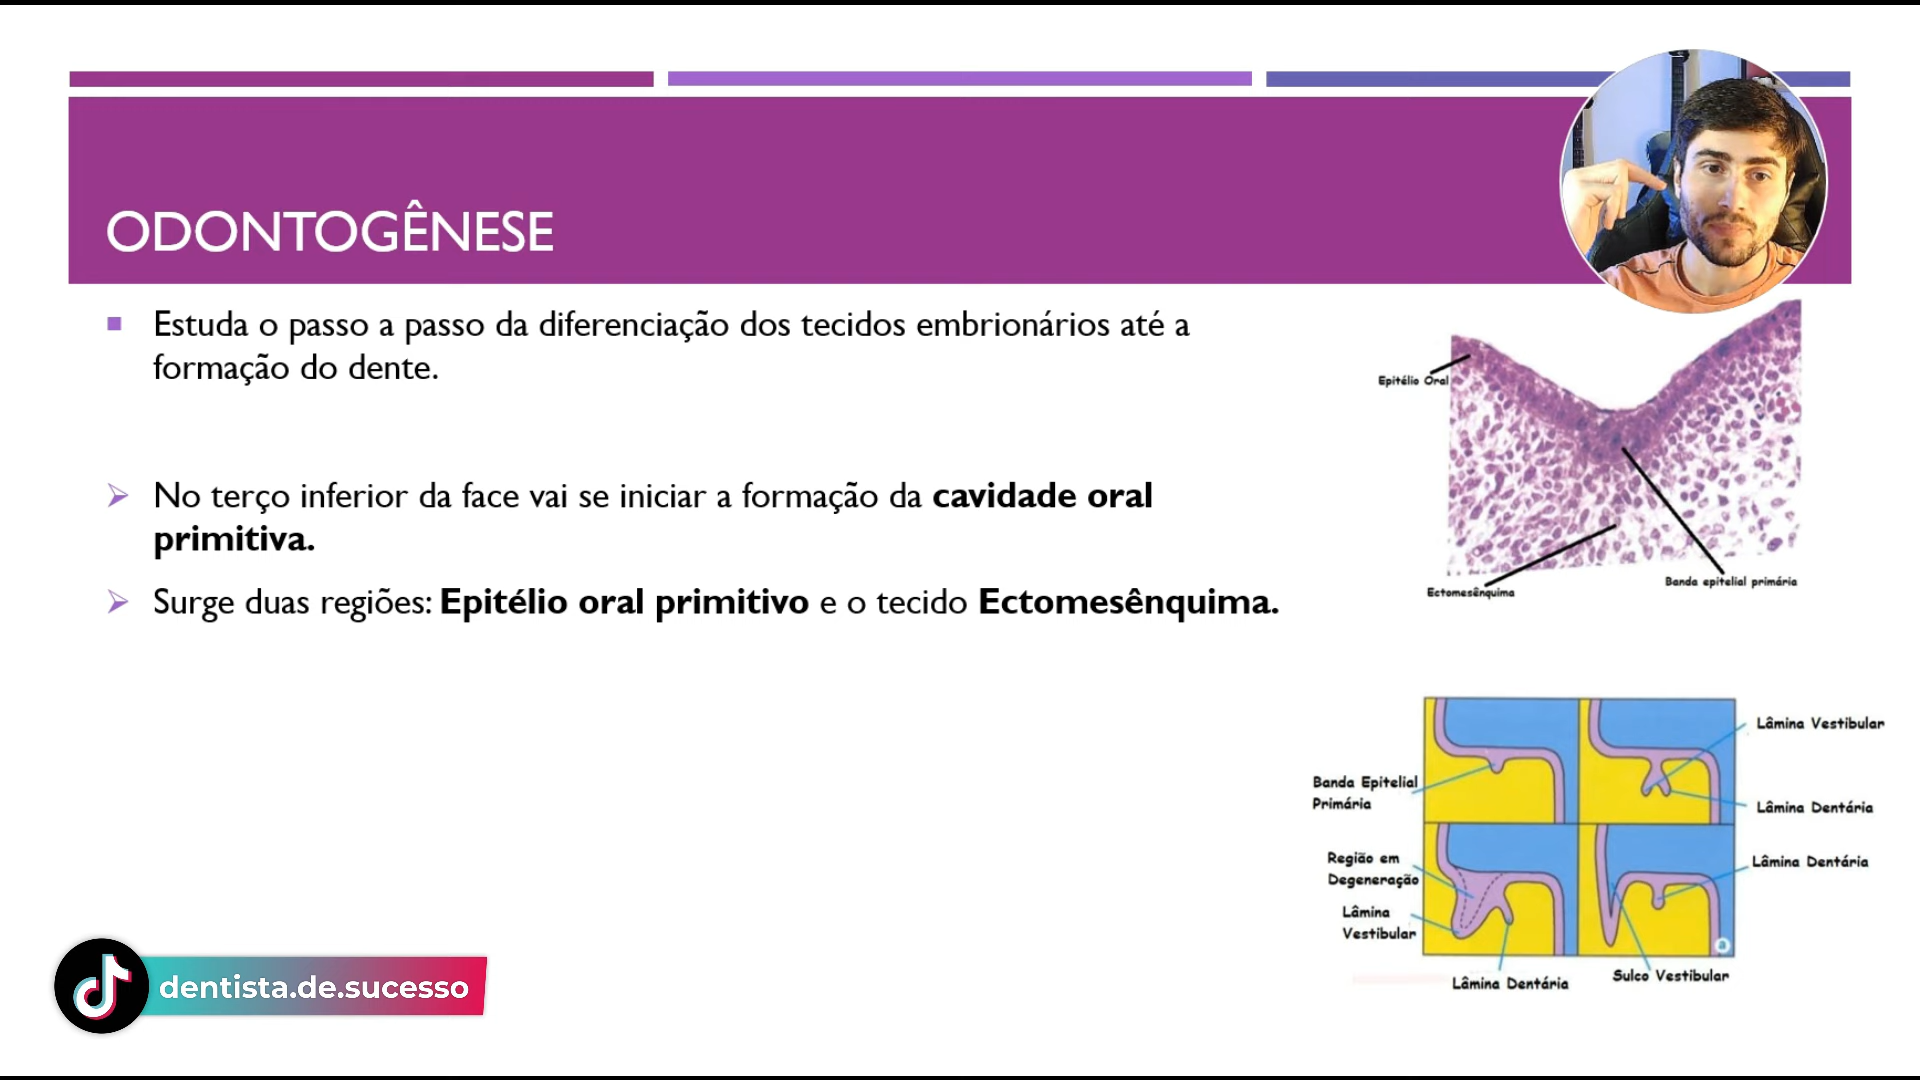 ODONTOGÊNESE
Estuda o passo a passo da diferenciação dos tecidos embrionários até a
formação do dente.
No terço inferior da face vai se iniciar a formação da cavidade oral
primitiva.
Surge duas regiões: Epitélio oral primitivo e o tecido Ectomesênquima.
Epitélio Oral
Ectomesênquima
Banda epitelial primária
Banda Epitelial
Primária
Lâmina Vestibular
Lâmina Dentária
Região em
Degeneração
Lâmina
Vestibular
Lâmina Dentária
Lâmina Dentária
Sulco Vestibular
a
dentista.de.sucesso